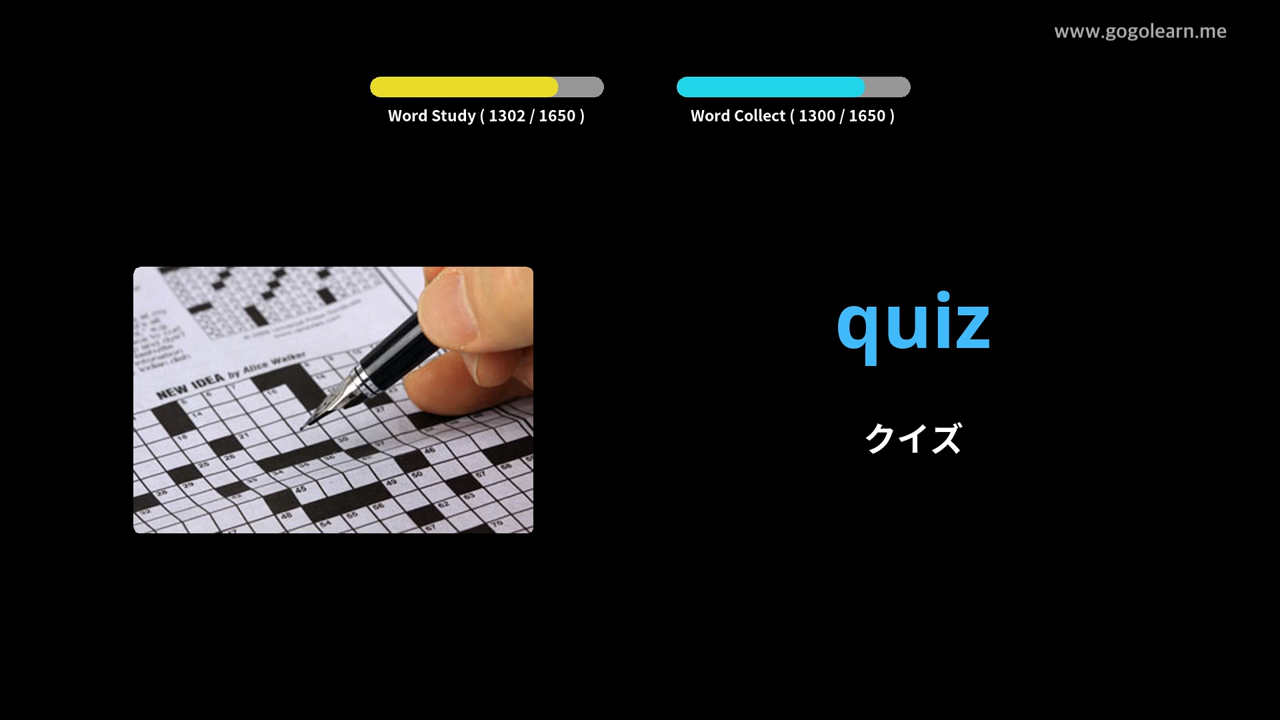 www.gogolearn.me
Word Study ( 1302 / 1650 )
Word Collect ( 1300 / 1650 )
NEW IDEA by Alice Walker
quiz
クイズ